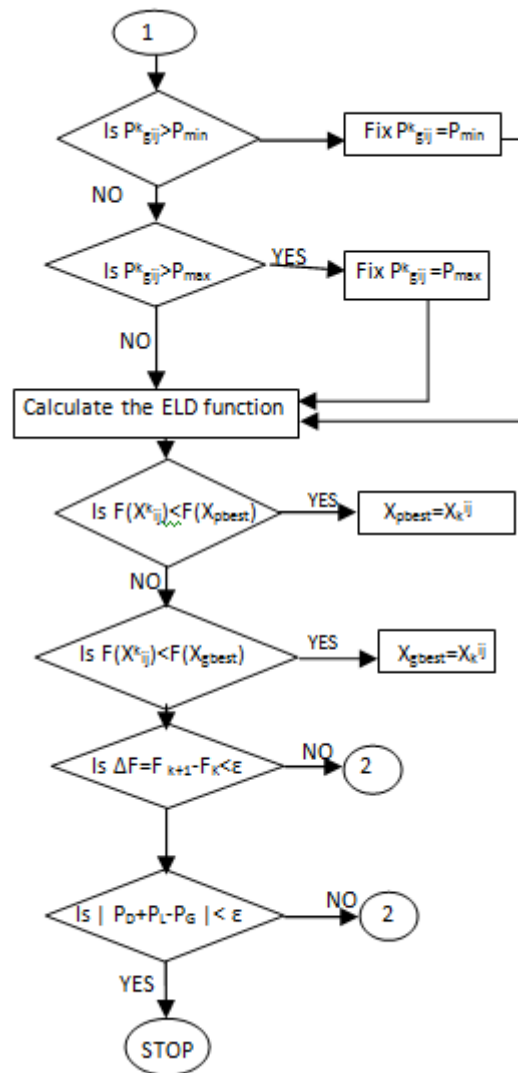 1
Is Pᵏgij>Pmin
Fix Pᵏgij=Pmin
NO
Is Pᵏgij>Pmax
YES
Fix Pᵏgij=Pmax
NO
Calculate the ELD function
Is F(Xᵏij)<F(Xpbest)
YES
Xpbest=Xkij
NO
Is F(Xᵏij)<F(Xgbest)
YES
Xgbest=Xkij
Is ΔF=F k+1-FK<ε
NO
2
Is | PD+PL-PG |< ε
NO
2
YES
STOP